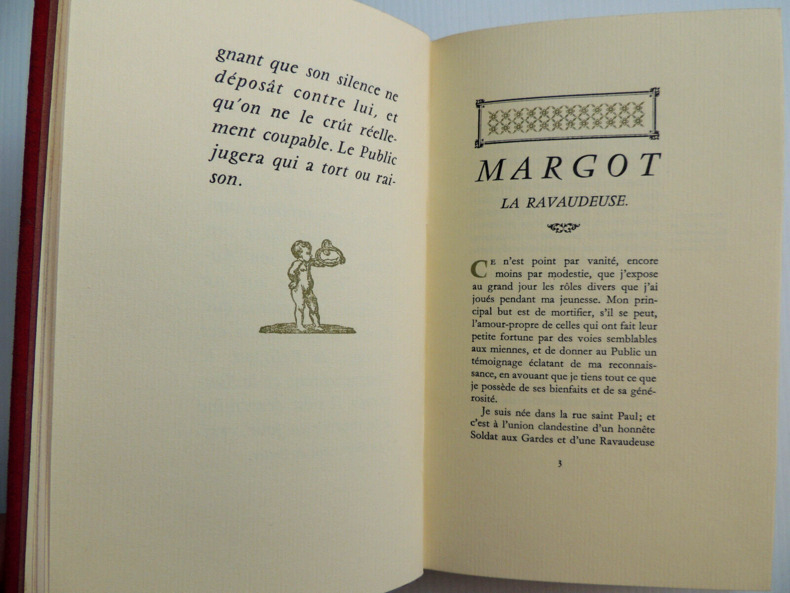 gnant que son silence ne
déposât contre lui, et
qu'on ne le crût réelle-
ment coupable. Le Public
jugera qui a tort ou rai-
son.
MARGOT
LA RAVAUDEUSE.
CE n'est point par vanité, encore
moins par modestie, que j'expose
au grand jour les rôles divers que j'ai
joués pendant ma jeunesse. Mon prin-
cipal but est de mortifier, s'il se peut,
l'amour-propre de celles qui ont fait leur
petite fortune par des voies semblables
aux miennes, et de donner au Public un
témoignage éclatant de ma reconnais-
sance, en avouant que je tiens tout ce que
je possède de ses bienfaits et de sa géné-
rosité.
Je suis née dans la rue saint Paul; et
c'est à l'union clandestine d'un honnête
Soldat aux Gardes et d'une Ravaudeuse
3